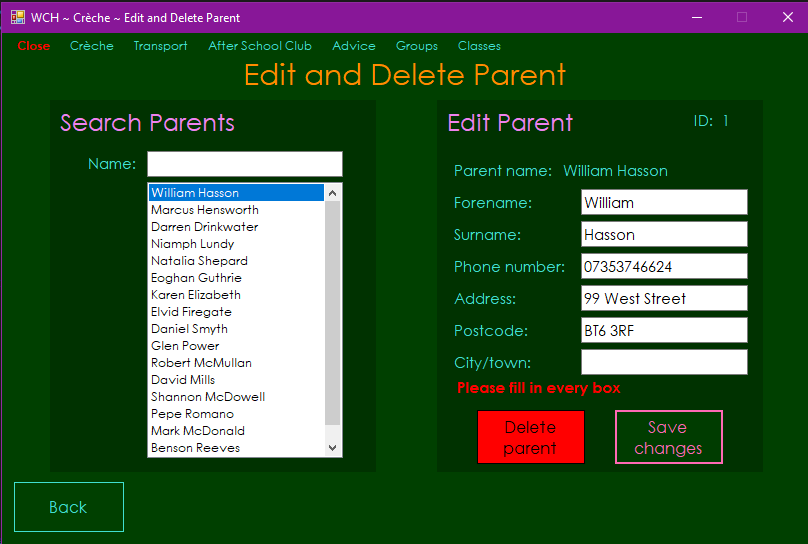 WCH ~ Crèche ~ Edit and Delete Parent
Close Crèche Transport After School Club Advice Groups Classes
Edit and Delete Parent
Search Parents
Name:
William Hasson
Marcus Hensworth
Darren Drinkwater
Niamph Lundy
Natalia Shepard
Eoghan Guthrie
Karen Elizabeth
Elvid Firegate
Daniel Smyth
Glen Power
Robert McMullan
David Mills
Shannon McDowell
Pepe Romano
Mark McDonald
Benson Reeves
Edit Parent
ID: 1
Parent name: William Hasson
Forename: William
Surname: Hasson
Phone number: 07353746624
Address: 99 West Street
Postcode: BT6 3RF
City/town:
Please fill in every box
Delete
parent
Save
changes
Back